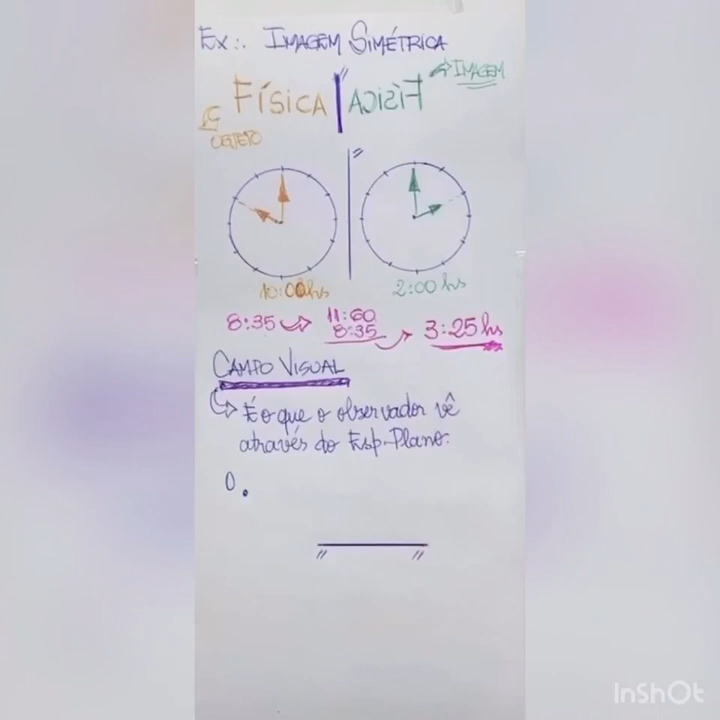 Ex:. IMAGEM SIMÉTRICA
FÍSICA FÍSICA IMAGEM
OBJETO
10:00hs 2:00 hs
8:35 11:60 3:25 hs
8:35
CAMPO VISUAL
É o que o observador vê
através do Esp. Plano.
O.
InShOt